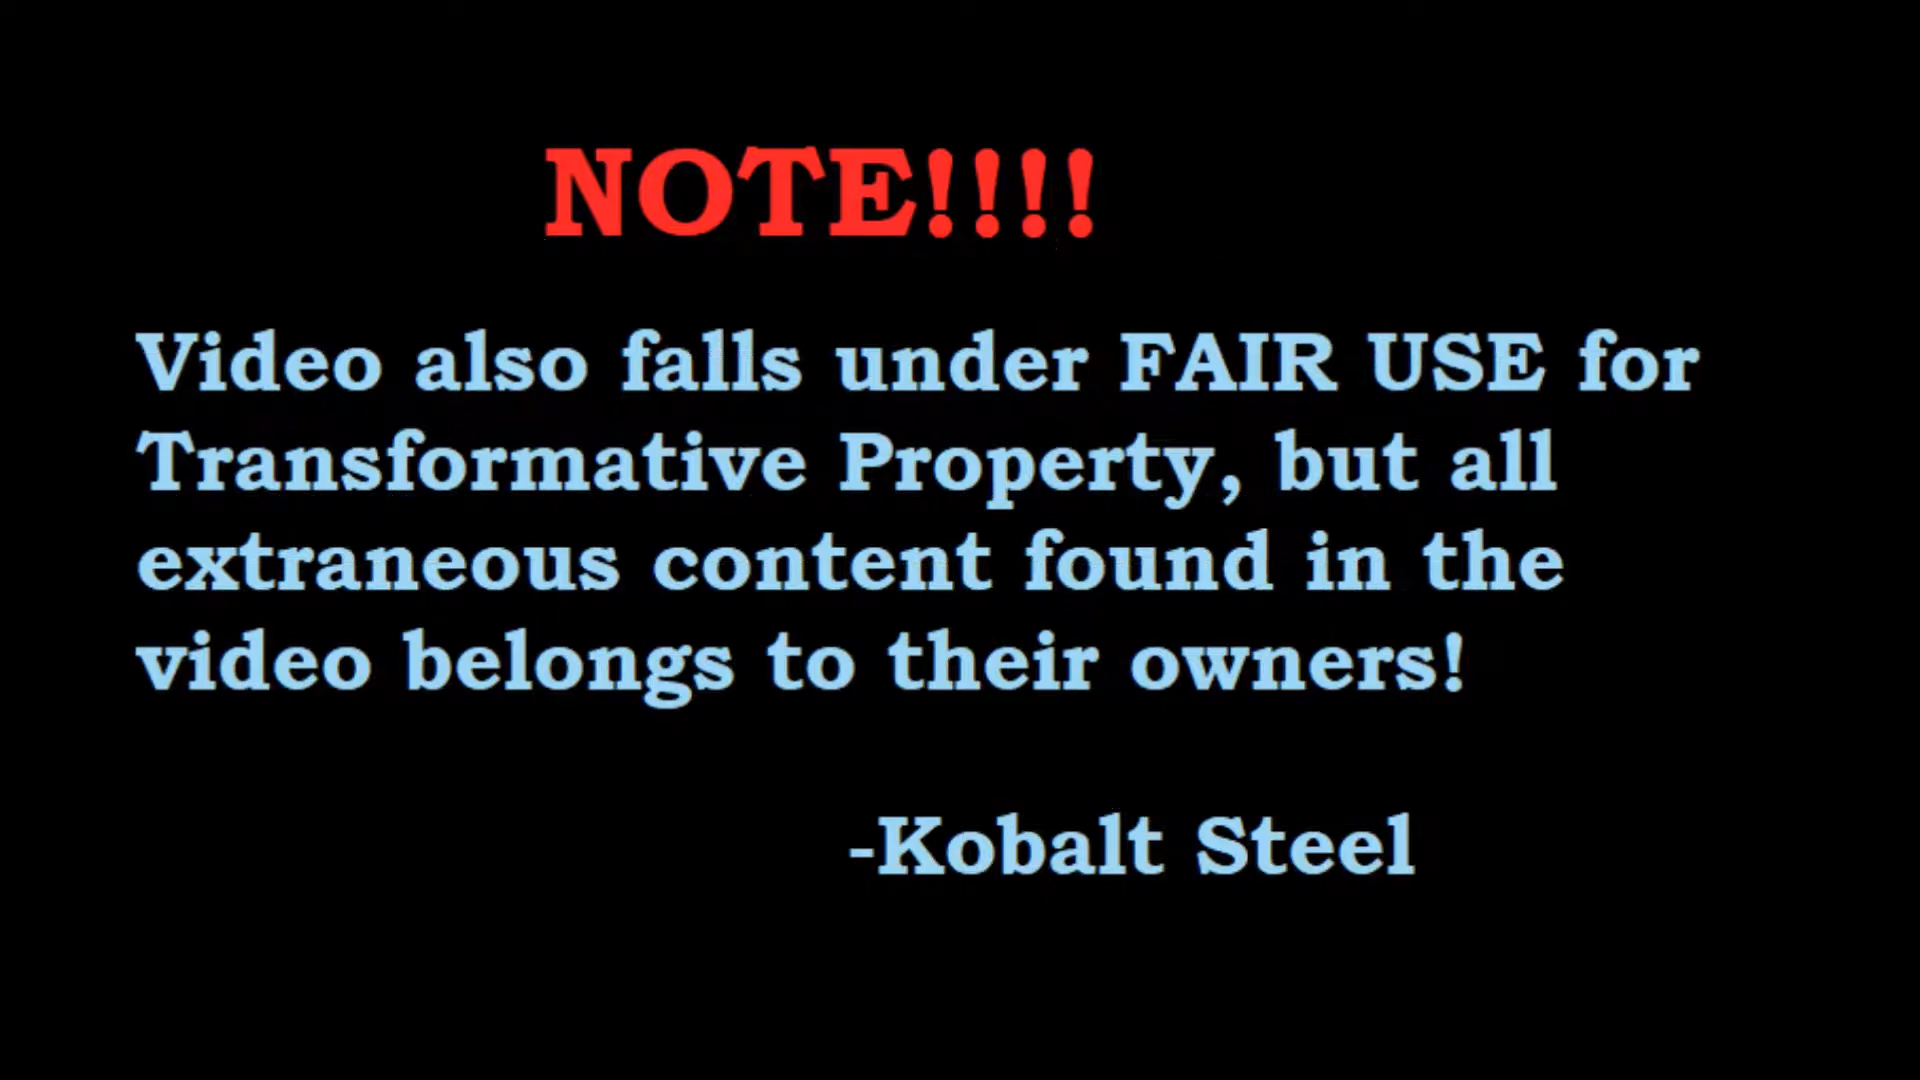 NOTE!!!!
Video also falls under FAIR USE for
Transformative Property, but all
extraneous content found in the
video belongs to their owners!
-Kobalt Steel